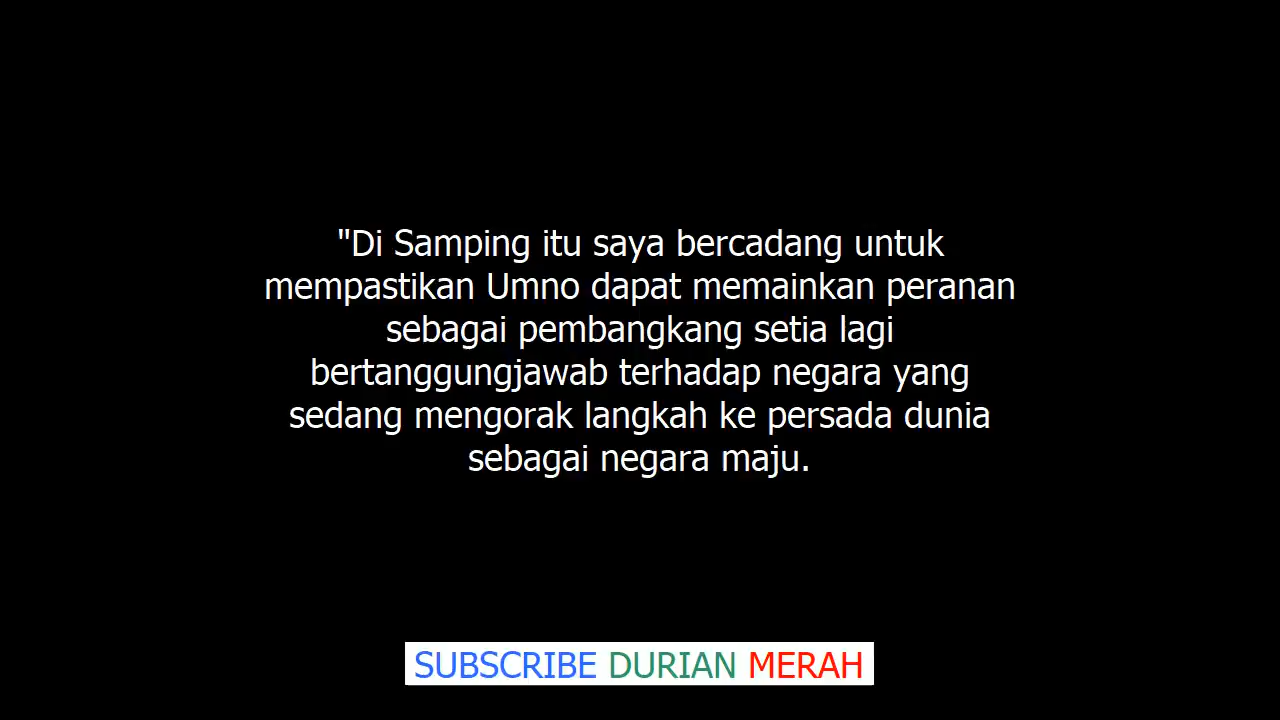 "Di Samping itu saya bercadang untuk
mempastikan Umno dapat memainkan peranan
sebagai pembangkang setia lagi
bertanggungjawab terhadap negara yang
sedang mengorak langkah ke persada dunia
sebagai negara maju.
SUBSCRIBE DURIAN MERAH